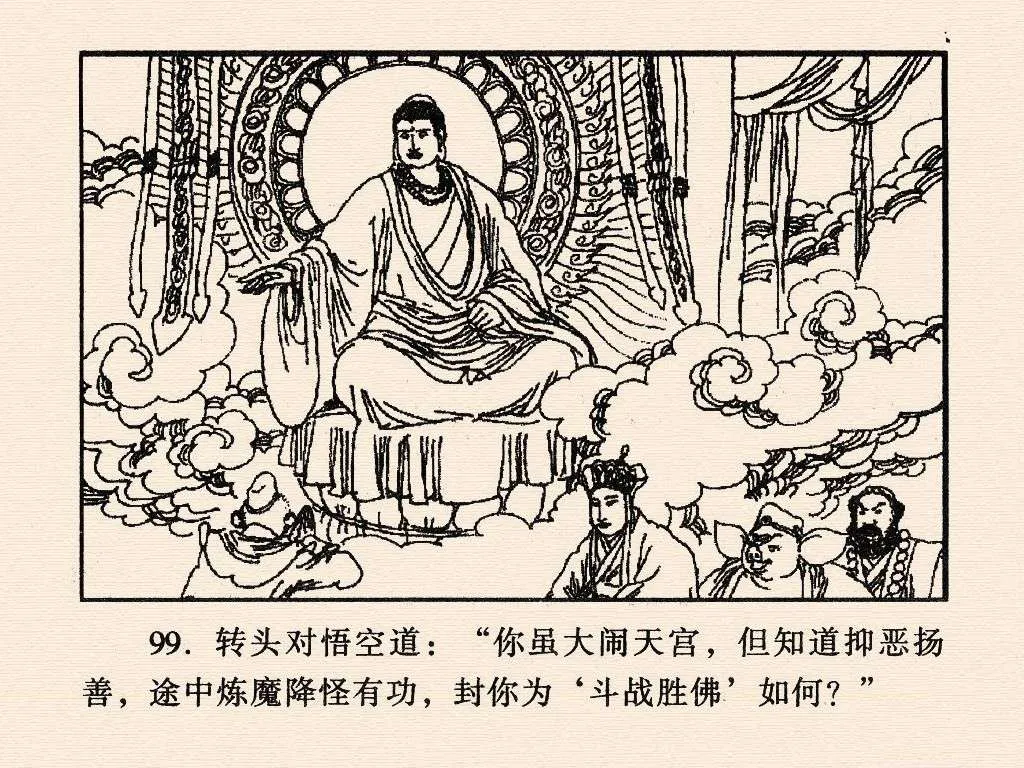 99. 转头对悟空道：“你虽大闹天宫，但知道抑恶扬
善，途中炼魔降怪有功，封你为‘斗战胜佛’如何？”